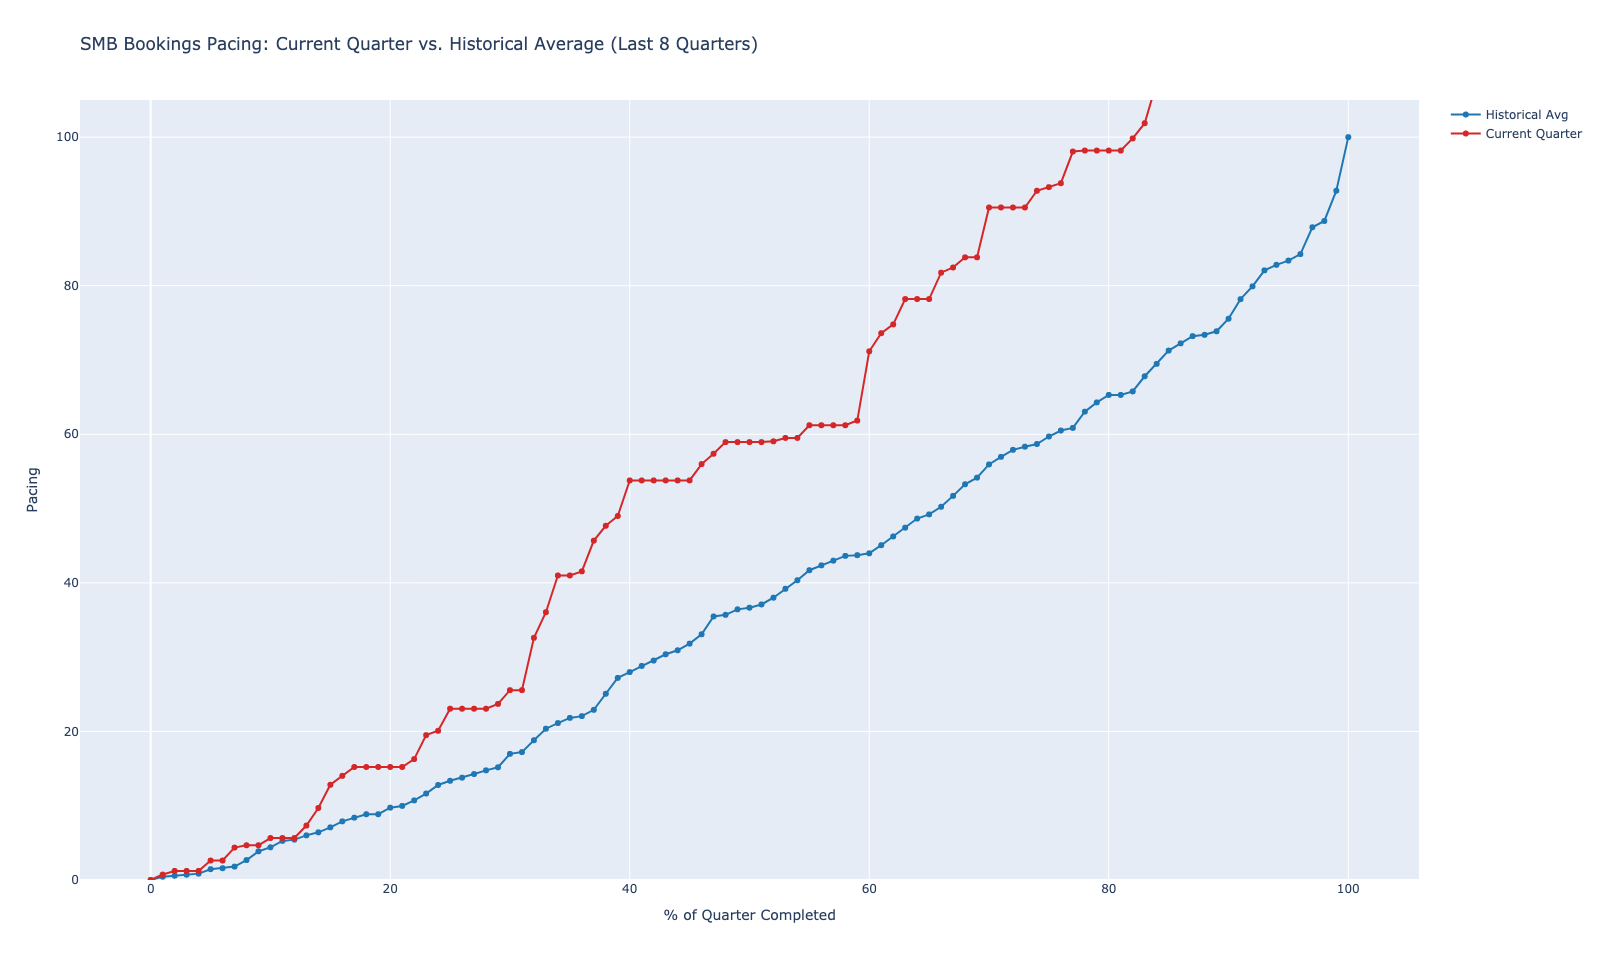 SMB Bookings Pacing: Current Quarter vs. Historical Average (Last 8 Quarters)
Historical Avg
Current Quarter
100
80
60
40
20
0
Pacing
0 20 40 60 80 100
% of Quarter Completed